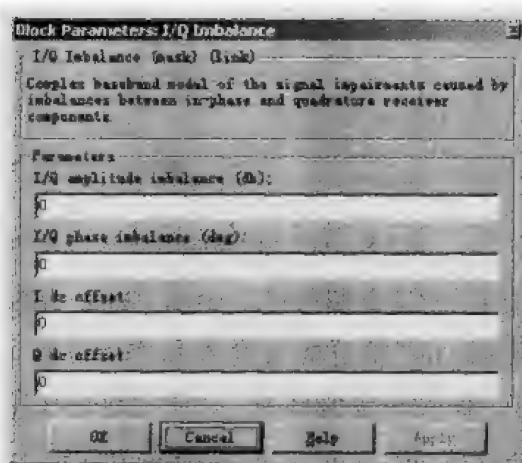 Block Parameters: I/Q Imbalance
I/Q Imbalance (mask) (link)
Complex baseband model of the signal impairments caused by
imbalances between in-phase and quadrature receiver
components.
Parameters
I/Q amplitude imbalance (db):
0
I/Q phase imbalance (deg):
0
I dc offset:
0
Q dc offset:
0
OK Cancel Help Apply